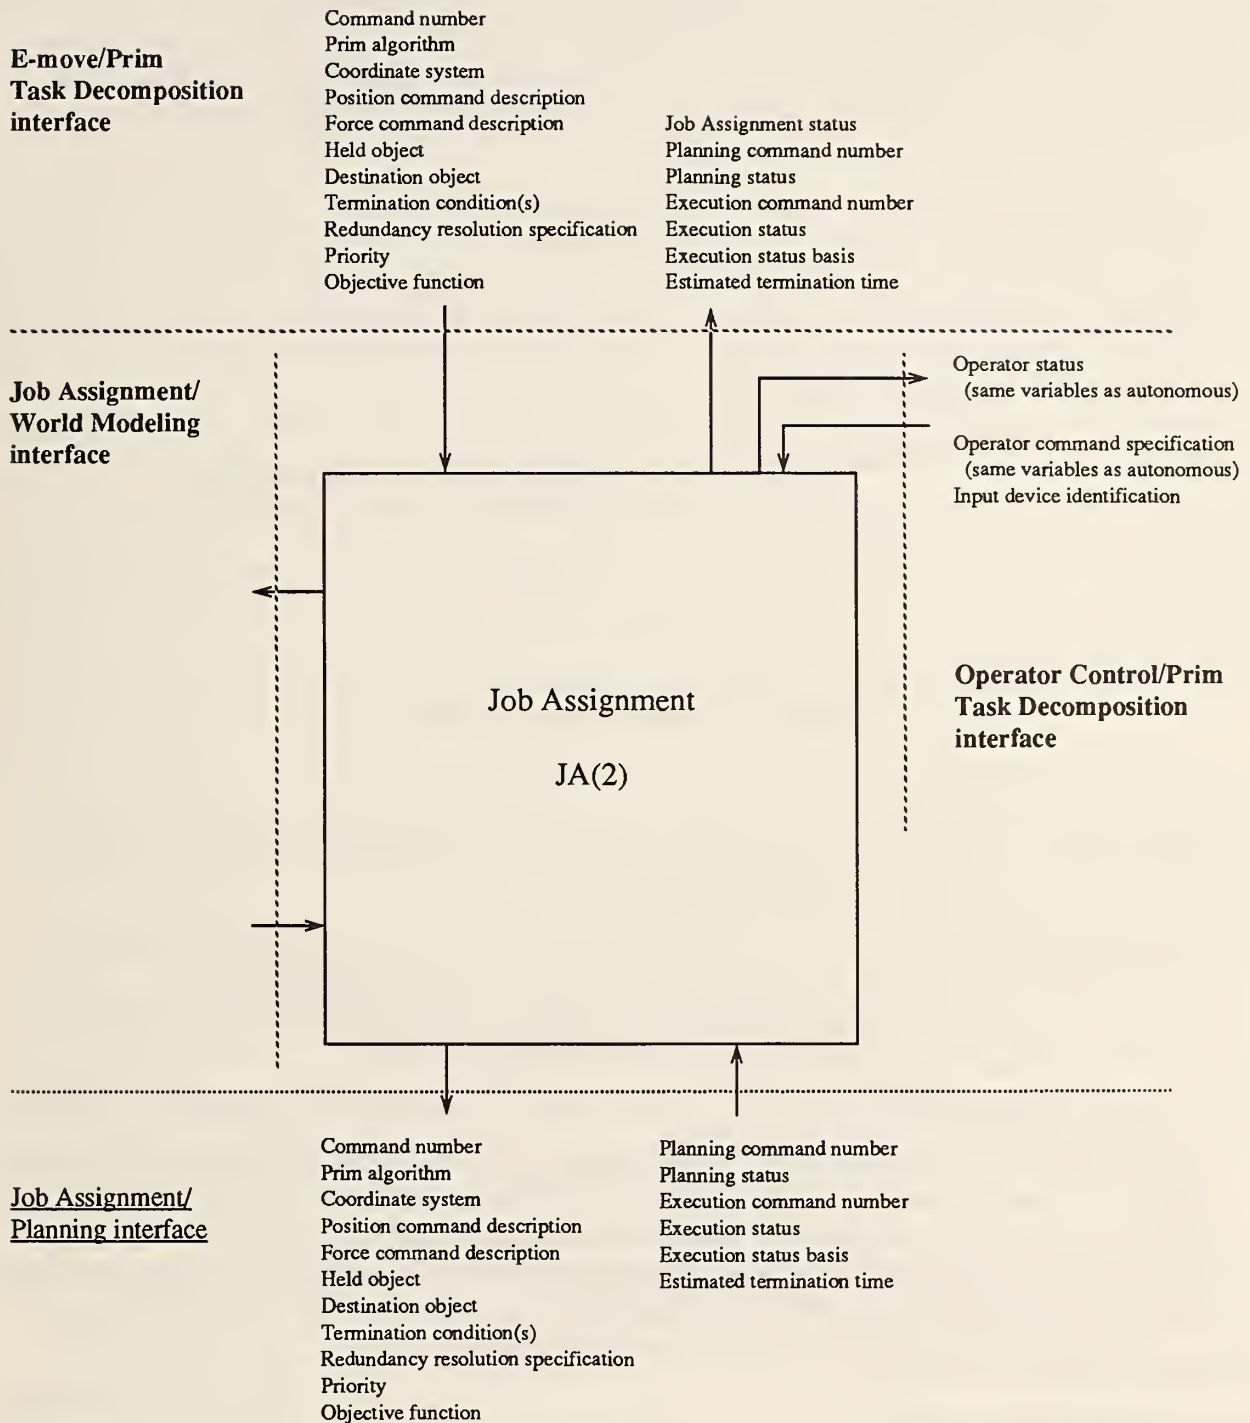 E-move/Prim
Task Decomposition
interface
Command number
Prim algorithm
Coordinate system
Position command description
Force command description
Held object
Destination object
Termination condition(s)
Redundancy resolution specification
Priority
Objective function
Job Assignment status
Planning command number
Planning status
Execution command number
Execution status
Execution status basis
Estimated termination time
Job Assignment/
World Modeling
interface
Operator status
(same variables as autonomous)
Operator command specification
(same variables as autonomous)
Input device identification
Job Assignment
JA(2)
Operator Control/Prim
Task Decomposition
interface
Job Assignment/
Planning interface
Command number
Prim algorithm
Coordinate system
Position command description
Force command description
Held object
Destination object
Termination condition(s)
Redundancy resolution specification
Priority
Objective function
Planning command number
Planning status
Execution command number
Execution status
Execution status basis
Estimated termination time